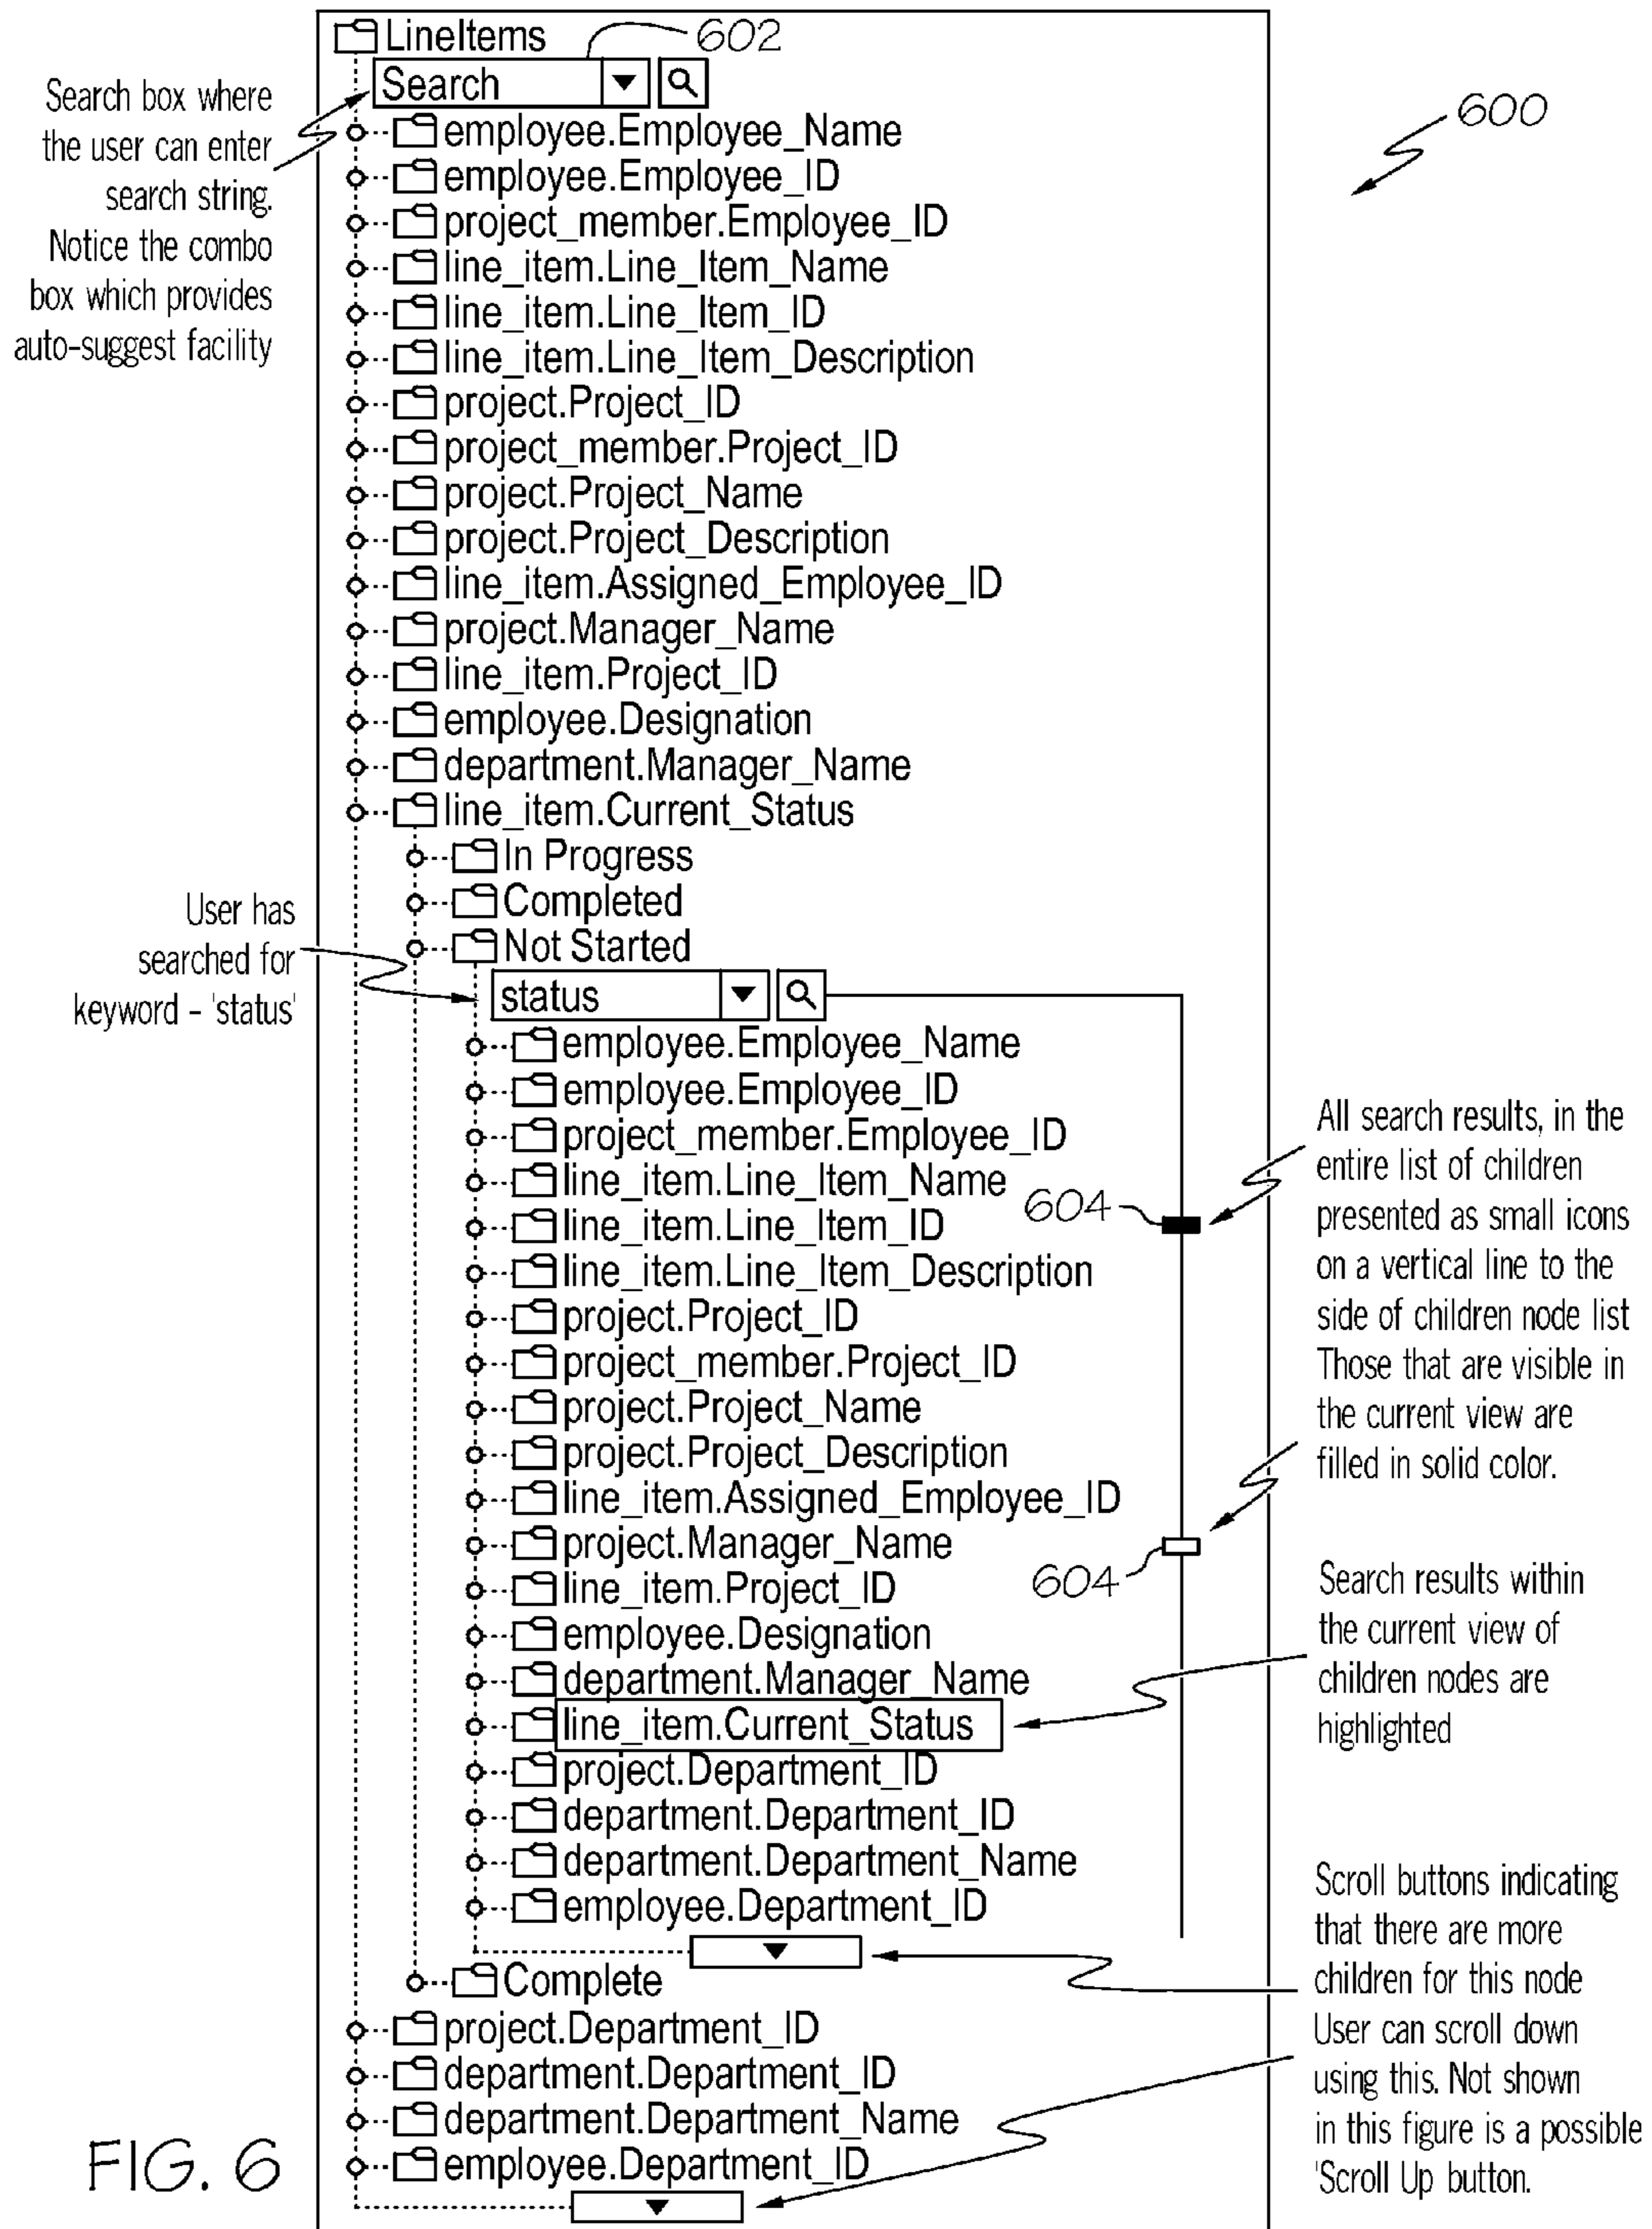 LineItems
602
Search
600
Search box where
the user can enter
search string.
Notice the combo
box which provides
auto-suggest facility
employee.Employee_Name
employee.Employee_ID
project_member.Employee_ID
line_item.Line_Item_Name
line_item.Line_Item_ID
line_item.Line_Item_Description
project.Project_ID
project_member.Project_ID
project.Project_Name
project.Project_Description
line_item.Assigned_Employee_ID
project.Manager_Name
line_item.Project_ID
employee.Designation
department.Manager_Name
line_item.Current_Status
In Progress
Completed
Not Started
User has
searched for
keyword - 'status'
status
employee.Employee_Name
employee.Employee_ID
project_member.Employee_ID
line_item.Line_Item_Name
line_item.Line_Item_ID
line_item.Line_Item_Description
project.Project_ID
project_member.Project_ID
project.Project_Name
project.Project_Description
line_item.Assigned_Employee_ID
project.Manager_Name
line_item.Project_ID
employee.Designation
department.Manager_Name
line_item.Current_Status
project.Department_ID
department.Department_ID
department.Department_Name
employee.Department_ID
604
604
All search results, in the
entire list of children
presented as small icons
on a vertical line to the
side of children node list
Those that are visible in
the current view are
filled in solid color.
Search results within
the current view of
children nodes are
highlighted
Scroll buttons indicating
that there are more
children for this node
User can scroll down
using this. Not shown
in this figure is a possible
'Scroll Up button.
Complete
project.Department_ID
department.Department_ID
department.Department_Name
employee.Department_ID
FIG. 6